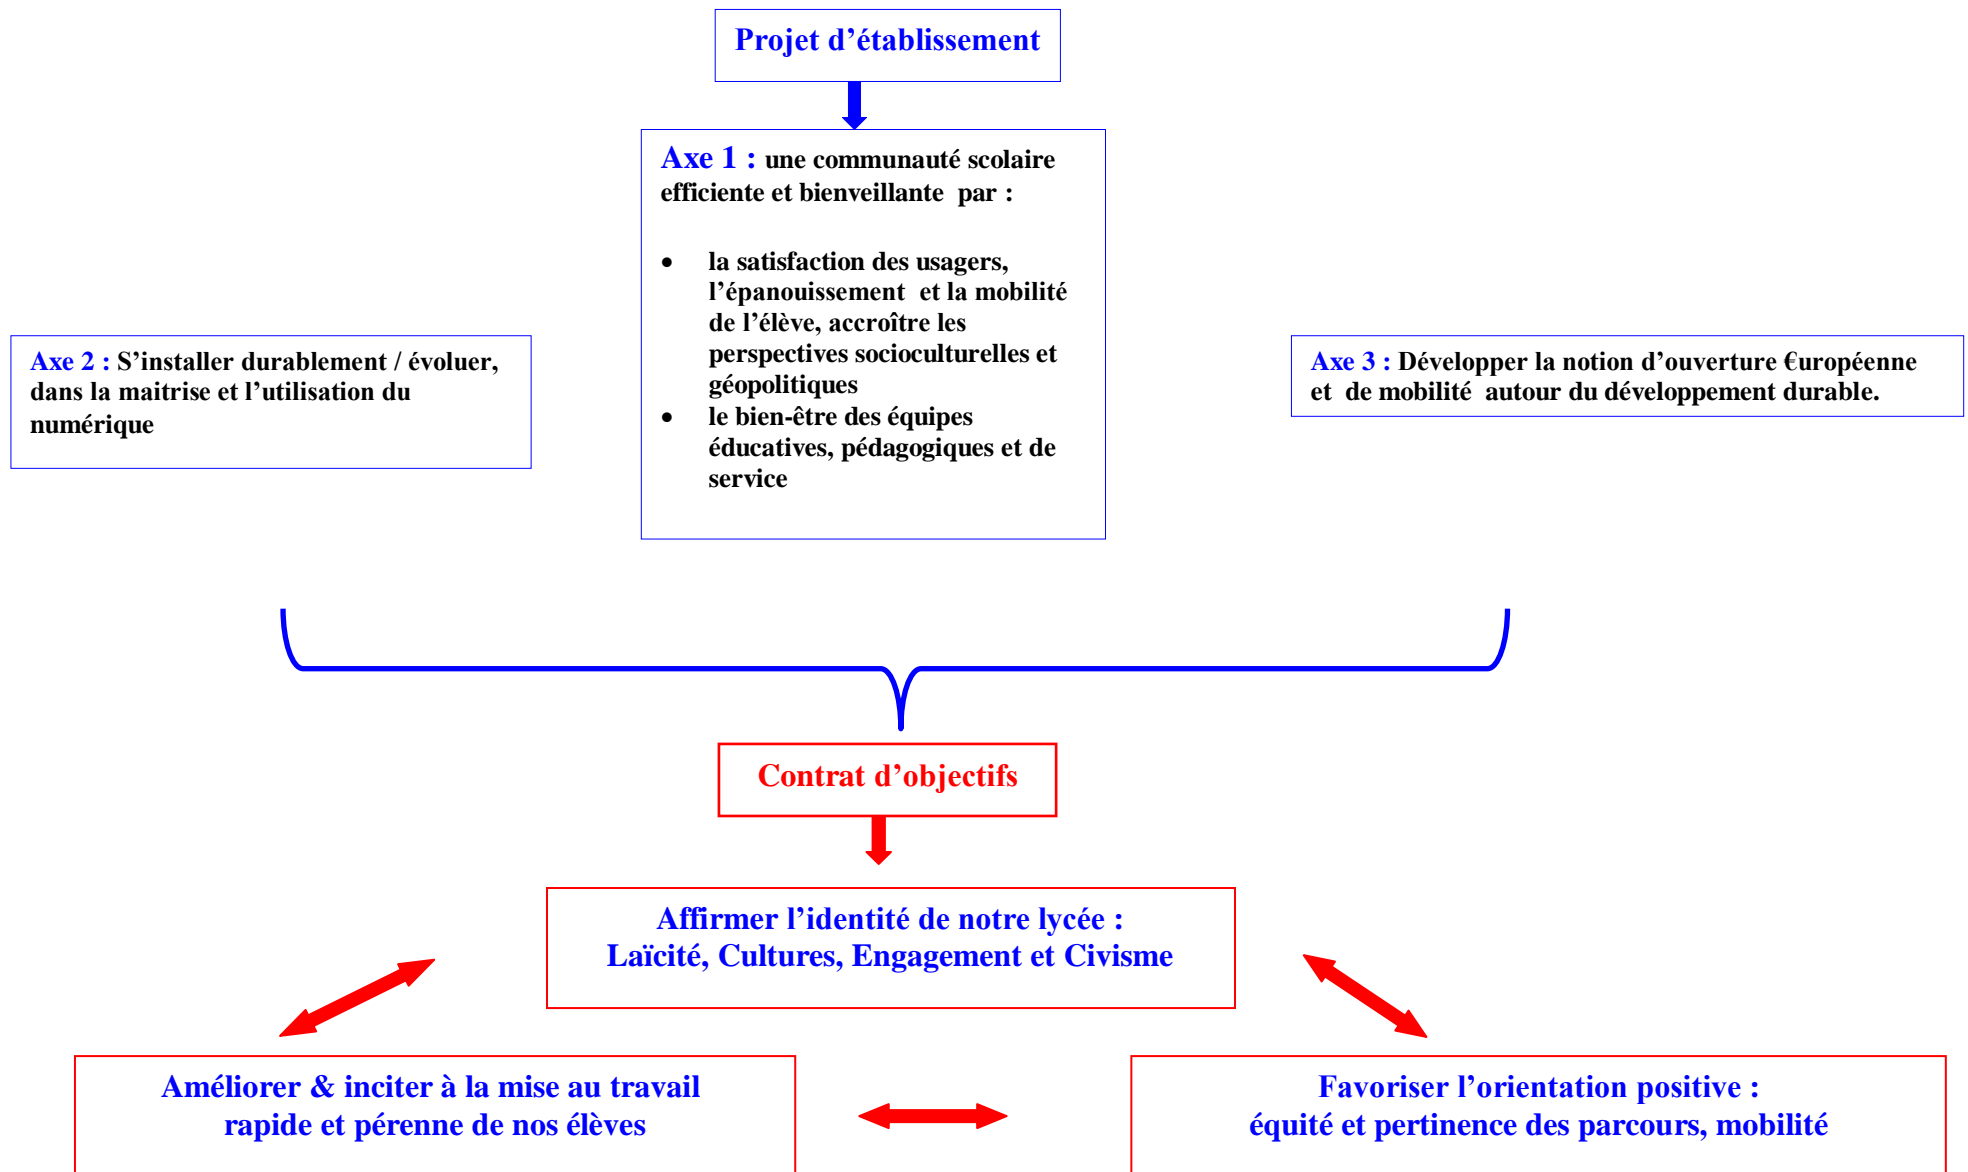 Projet d’établissement
Axe 1 : une communauté scolaire
efficiente et bienveillante  par :
• la satisfaction des usagers,
l’épanouissement  et la mobilité
de l’élève, accroître les
perspectives socioculturelles et
géopolitiques
• le bien-être des équipes
éducatives, pédagogiques et de
service
Axe 2 : S’installer durablement / évoluer,
dans la maitrise et l’utilisation du
numérique
Axe 3 : Développer la notion d’ouverture €uropéenne
et  de mobilité  autour du développement durable.
Contrat d’objectifs
Affirmer l’identité de notre lycée :
Laïcité, Cultures, Engagement et Civisme
Améliorer & inciter à la mise au travail
rapide et pérenne de nos élèves
Favoriser l’orientation positive :
équité et pertinence des parcours, mobilité